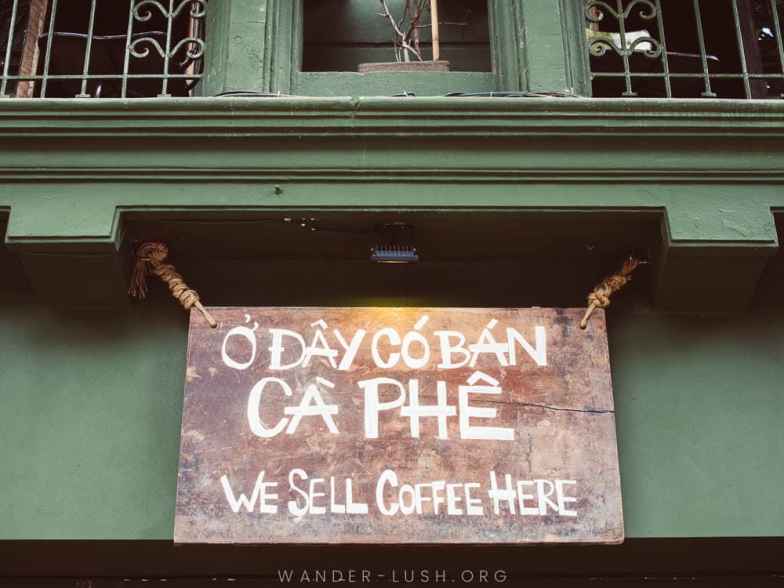 Ở ĐÂY CÓ BÁN
CÀ PHÊ
WE SELL COFFEE HERE
WANDER-LUSH.ORG